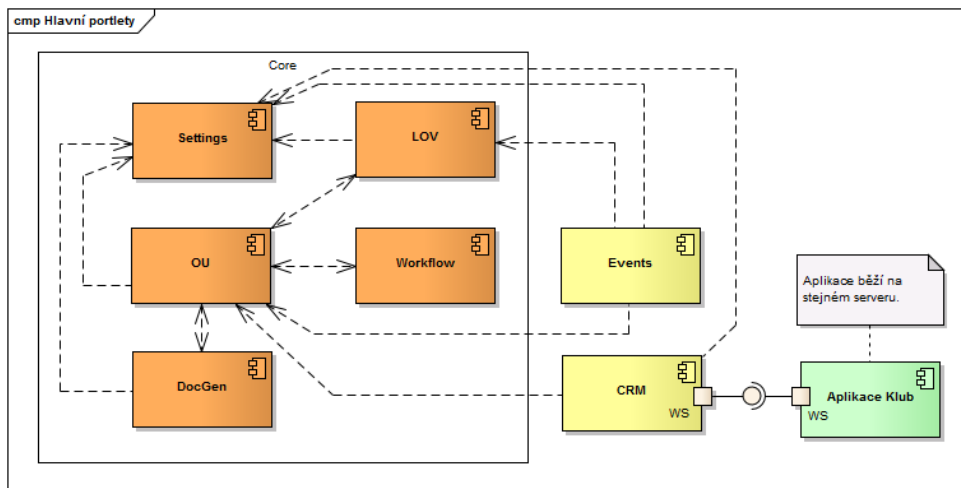 cmp Hlavní portlety
Core
Settings
LOV
OU
Workflow
Events
Aplikace běží na
stejném serveru.
DocGen
CRM
WS
Aplikace Klub
WS